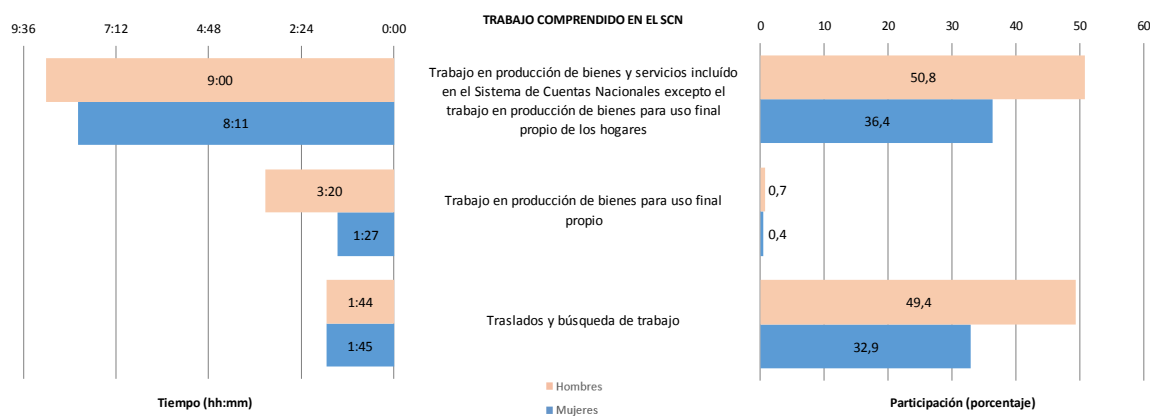 TRABAJO COMPRENDIDO EN EL SCN
9:36 7:12 4:48 2:24 0:00
0 10 20 30 40 50 60
Trabajo en producción de bienes y servicios incluído
en el Sistema de Cuentas Nacionales excepto el
trabajo en producción de bienes para uso final
propio de los hogares
9:00
8:11
50,8
36,4
Trabajo en producción de bienes para uso final
propio
3:20
1:27
0,7
0,4
Traslados y búsqueda de trabajo
1:44
1:45
49,4
32,9
Hombres
Mujeres
Tiempo (hh:mm)
Participación (porcentaje)